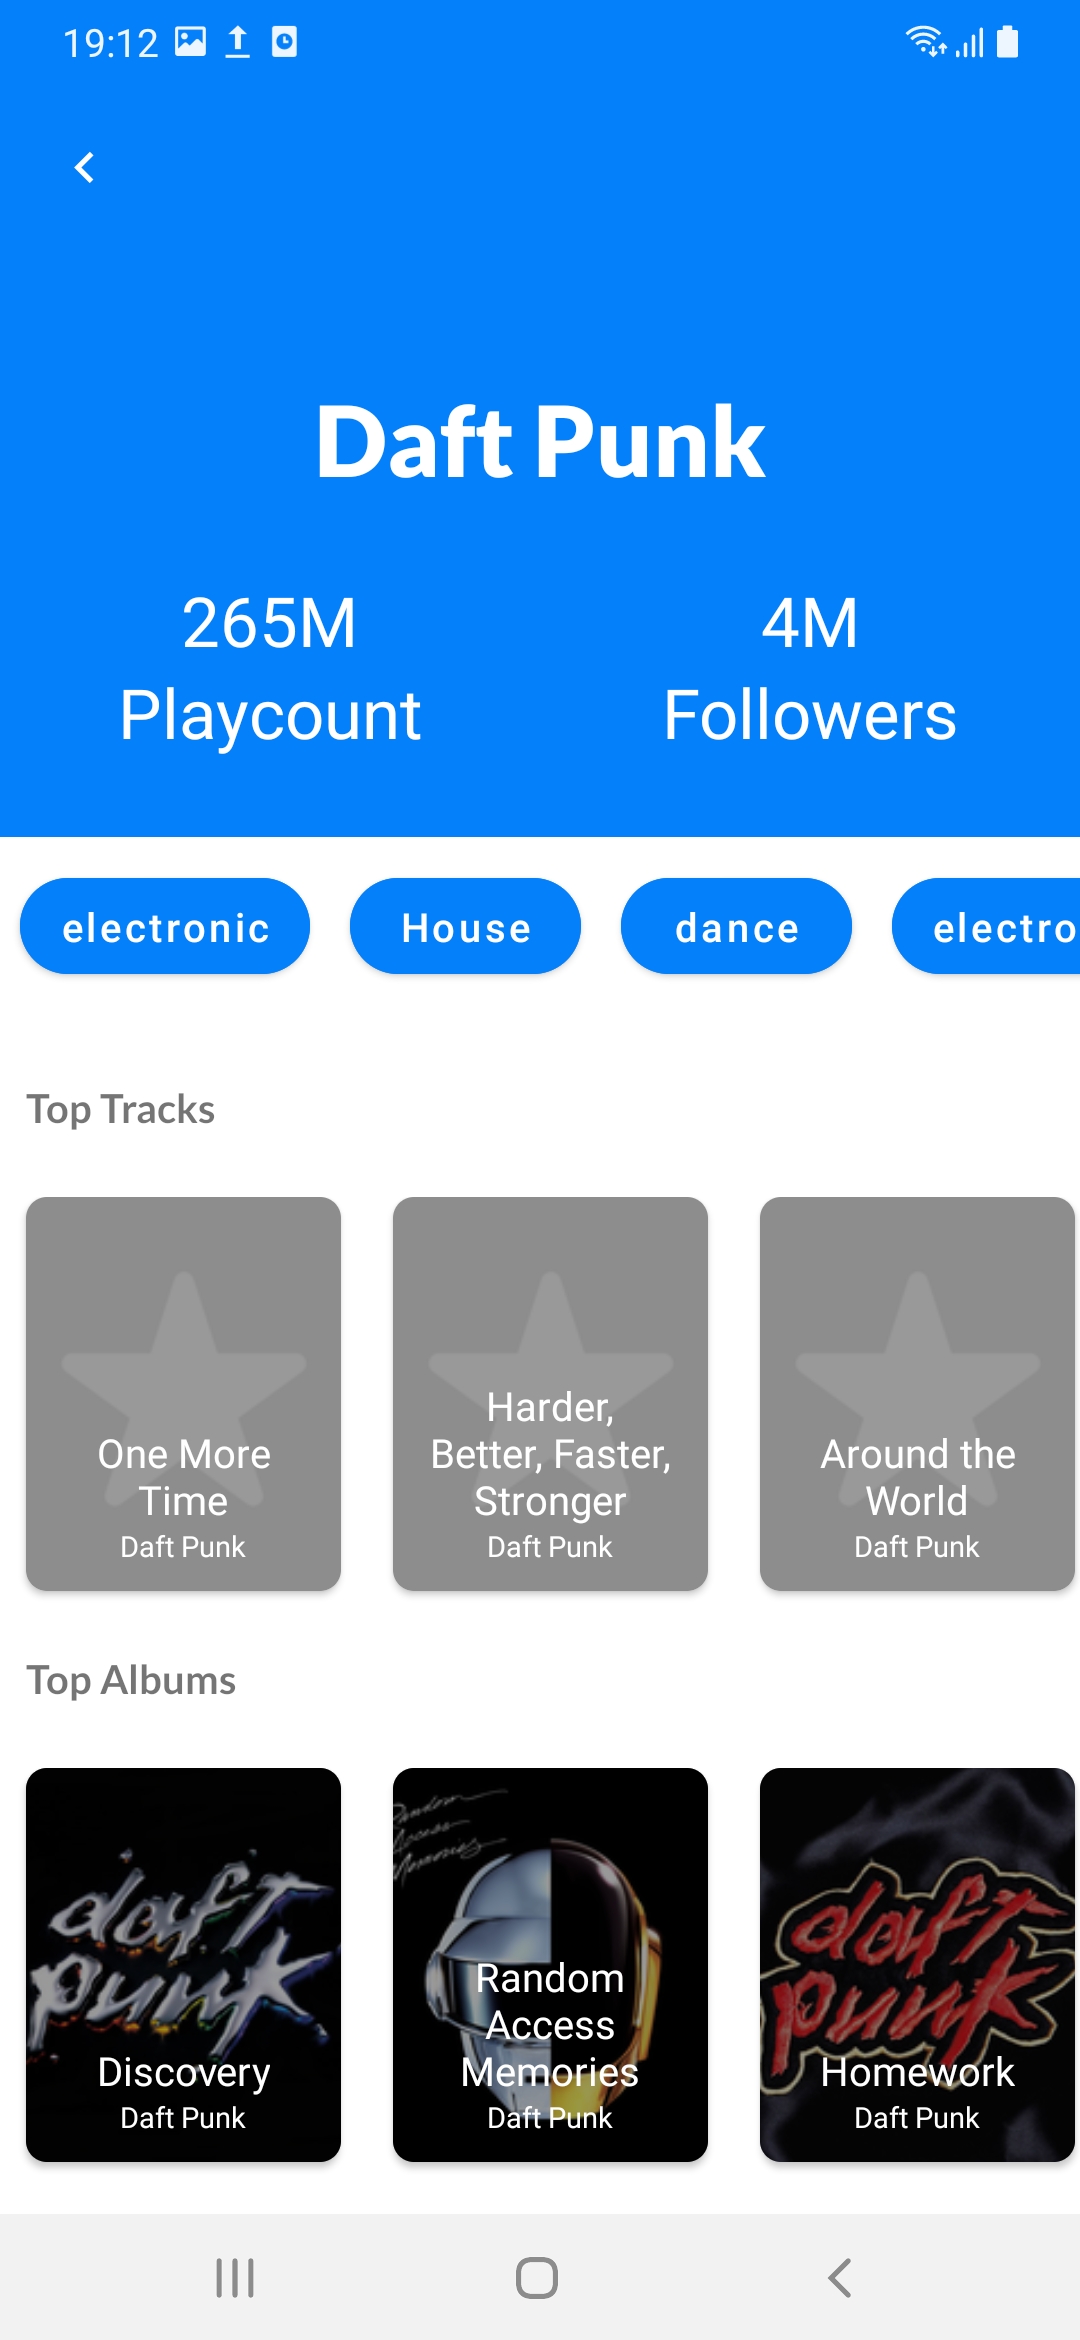 19:12
Daft Punk
265M
Playcount
4M
Followers
electronic
House
dance
electro
Top Tracks
One More
Time
Daft Punk
Harder,
Better, Faster,
Stronger
Daft Punk
Around the
World
Daft Punk
Top Albums
daft
punk
Discovery
Daft Punk
Random
Access
Memories
Random
Access
Memories
Daft Punk
daft
punk
Homework
Daft Punk